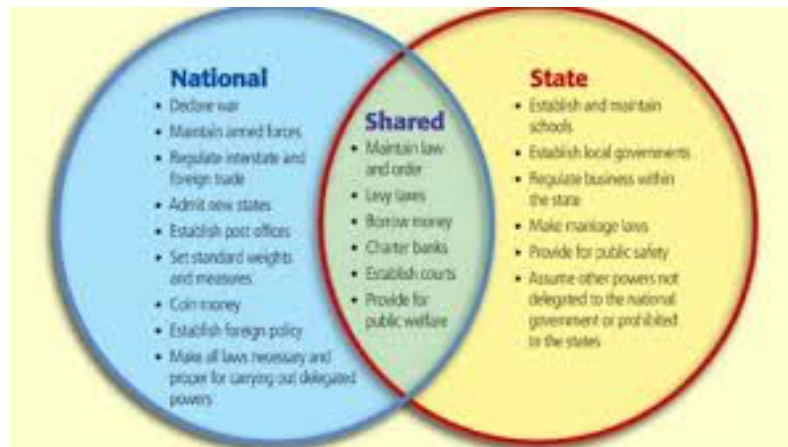 National
• Declare war
• Maintain armed forces
• Regulate interstate and
foreign trade
• Admit new states
• Establish post offices
• Set standard weights
and measures
• Coin money
• Establish foreign policy
• Make all laws necessary and
proper for carrying out delegated
powers
Shared
• Maintain law
and order
• Levy taxes
• Borrow money
• Charter banks
• Establish courts
• Provide for
public welfare
State
• Establish and maintain
schools
• Establish local governments
• Regulate business within
the state
• Make marriage laws
• Provide for public safety
• Assume other powers not
delegated to the national
government or prohibited
to the states